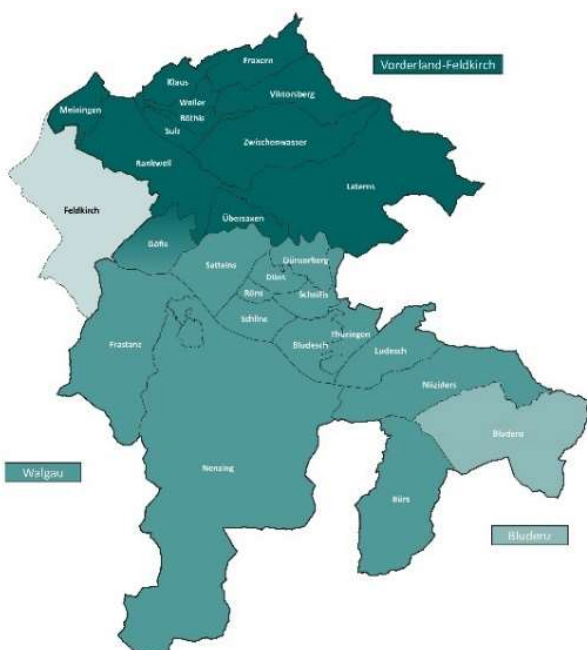 Vorderland-Feldkirch
Fraxern
Klaus
Viktorsberg
Weiler
Meiningen
Röthis
Sulz
Zwischenwasser
Rankweil
Laterns
Feldkirch
Übersaxen
Göfis
Satteins
Dünserberg
Düns
Röns
Schnifis
Schlins
Thüringen
Frastanz
Bludesch
Ludesch
Nüziders
Bludenz
Walgau
Nenzing
Bürs
Bludenz